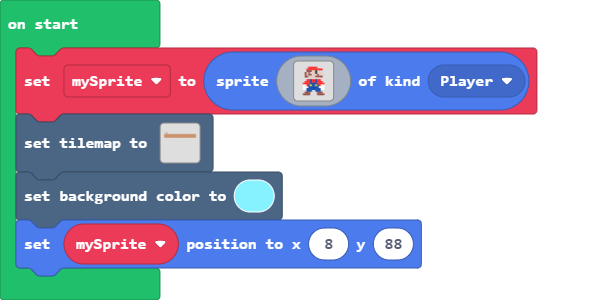 on start
set mySprite to sprite of kind Player
set tilemap to
set background color to
set mySprite position to x 8 y 88